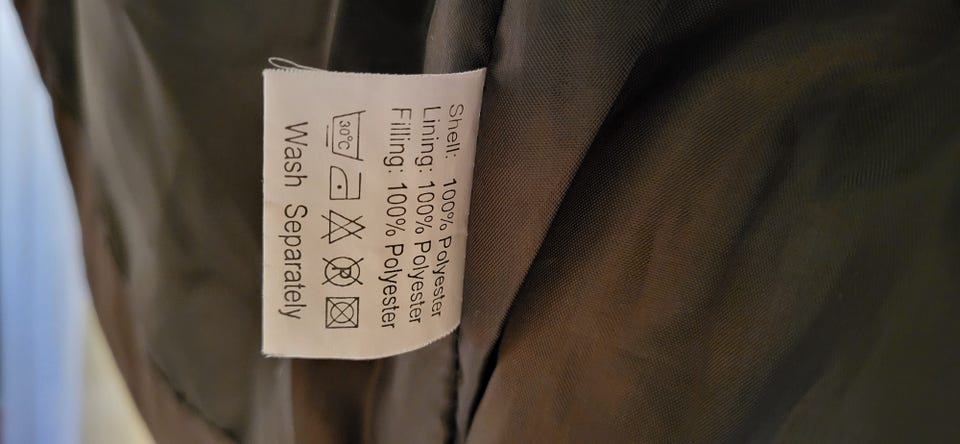 Shell: 100% Polyester
Lining: 100% Polyester
Filling: 100% Polyester
30°C P
Wash Separately